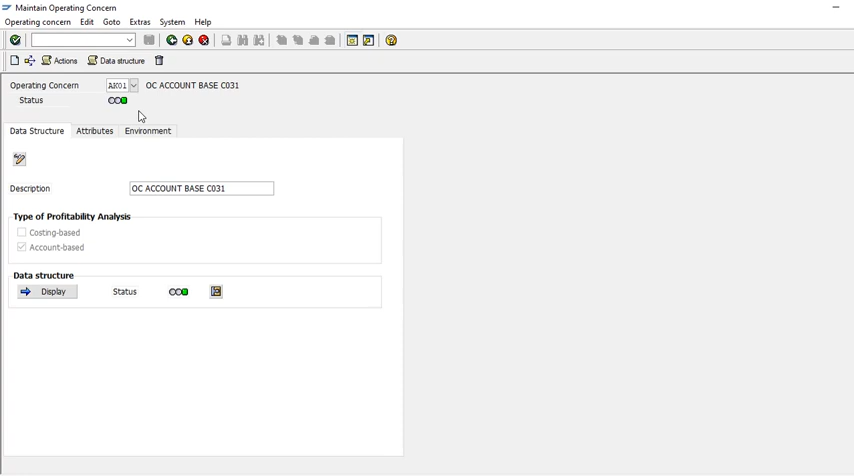 Maintain Operating Concern
Operating concern Edit Goto Extras System Help
Actions Data structure
Operating Concern AK01 OC ACCOUNT BASE C031
Status
Data Structure Attributes Environment
Description OC ACCOUNT BASE C031
Type of Profitability Analysis
Costing-based
Account-based
Data structure
Display Status